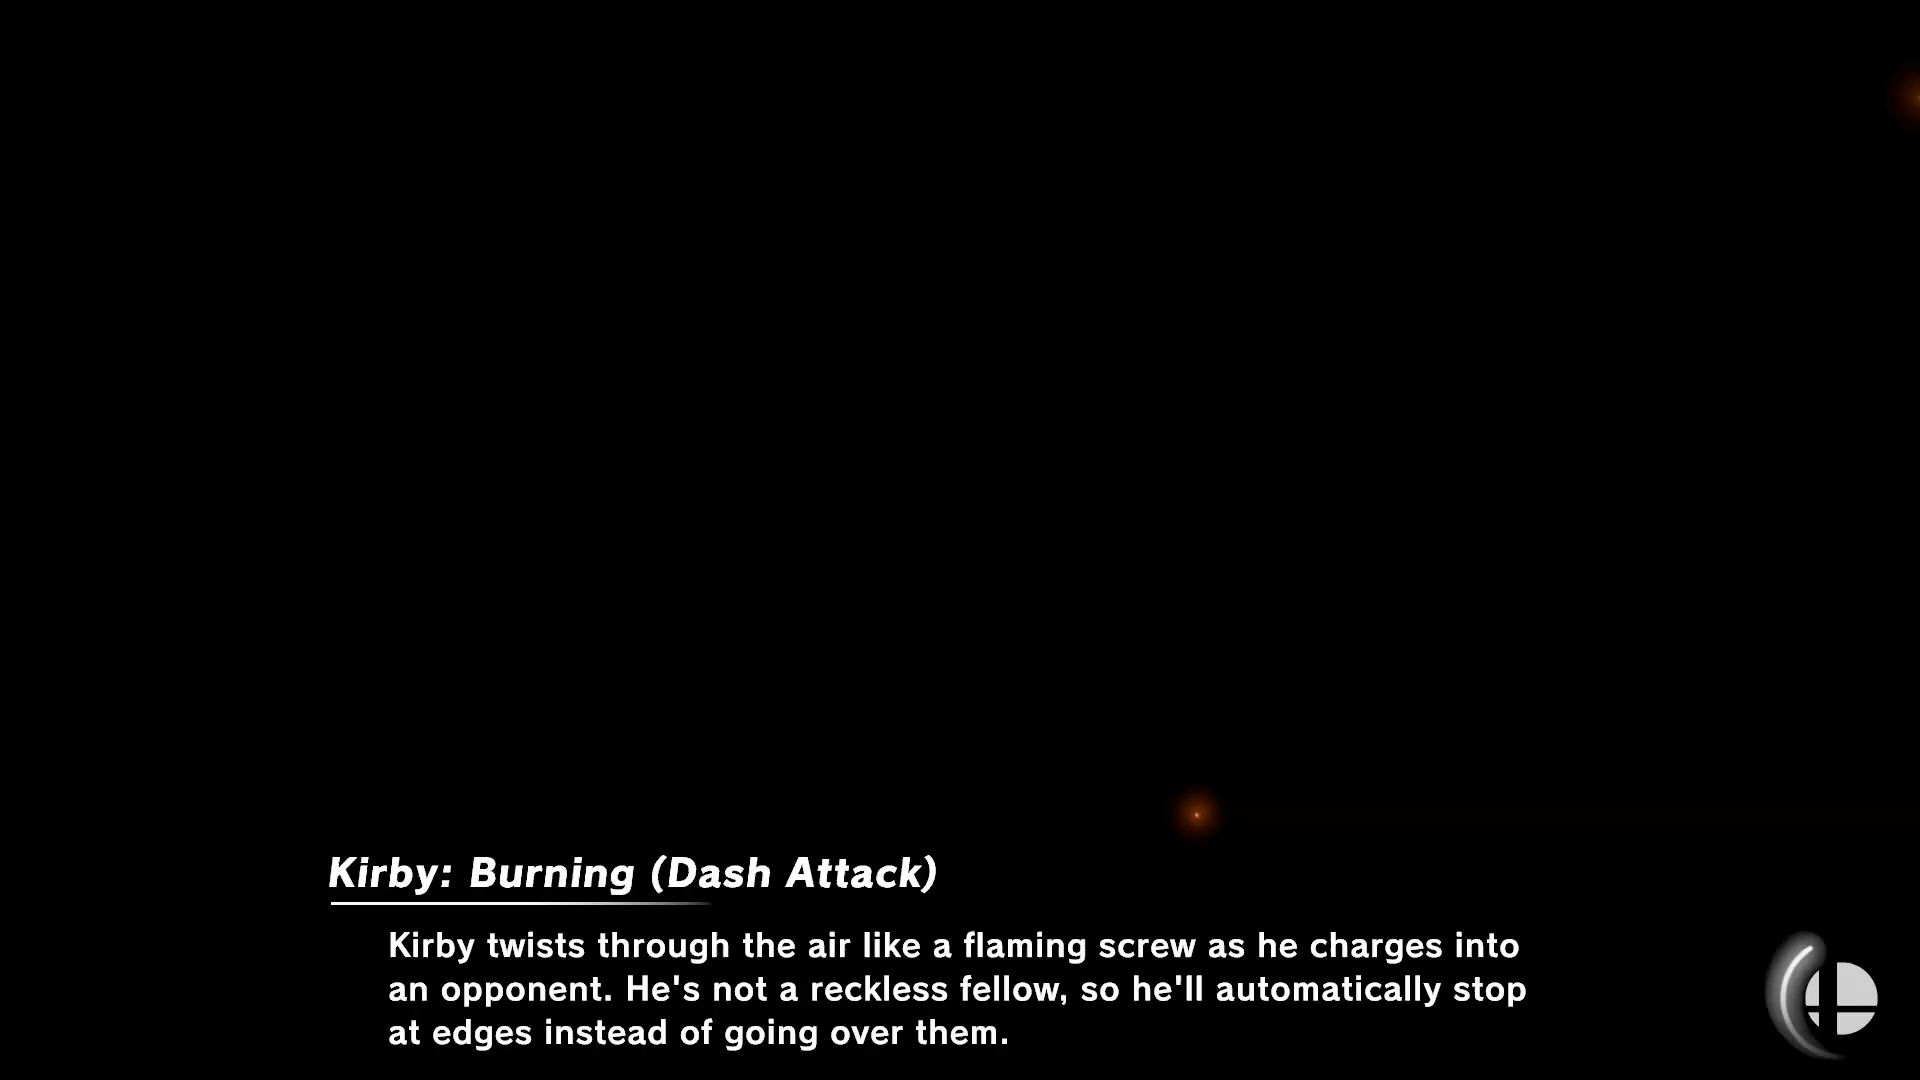 Kirby: Burning (Dash Attack)
Kirby twists through the air like a flaming screw as he charges into
an opponent. He's not a reckless fellow, so he'll automatically stop
at edges instead of going over them.